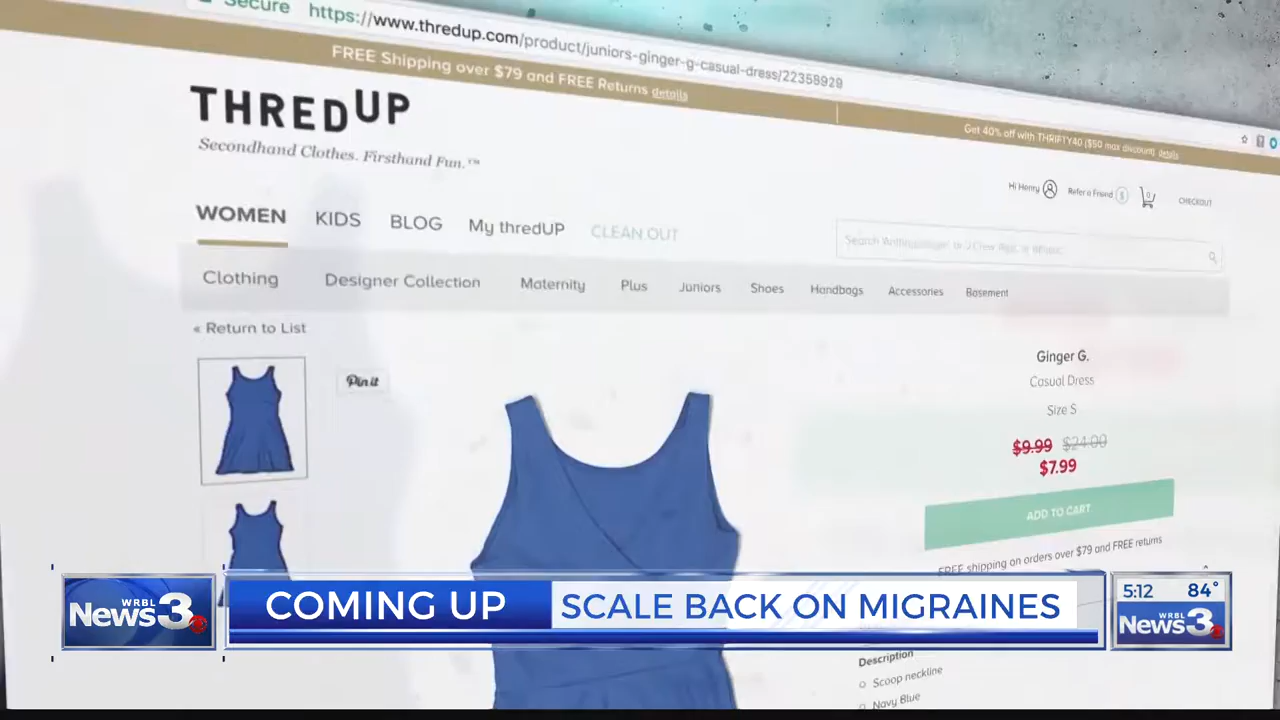 Secure https://www.thredup.com/product/juniors-ginger-g-casual-dress/22358929
FREE Shipping over $79 and FREE Returns details
Get 40% off with THRIFTY40 ($50 max discount) details
THREDUP
Secondhand Clothes. Firsthand Fun.™
Hi Henry
Refer a Friend $
0
CHECKOUT
WOMEN KIDS BLOG My thredUP CLEAN OUT
Clothing Designer Collection Maternity Plus Juniors Shoes Handbags Accessories Basement
« Return to List
Pin it
Ginger G.
Casual Dress
Size S
$9.99 $24.00
$7.99
ADD TO CART
FREE shipping on orders over $79 and FREE returns
WRBL
News 3
COMING UP
SCALE BACK ON MIGRAINES
5:12 84°
WRBL
News 3
Description
Scoop neckline
Navy Blue